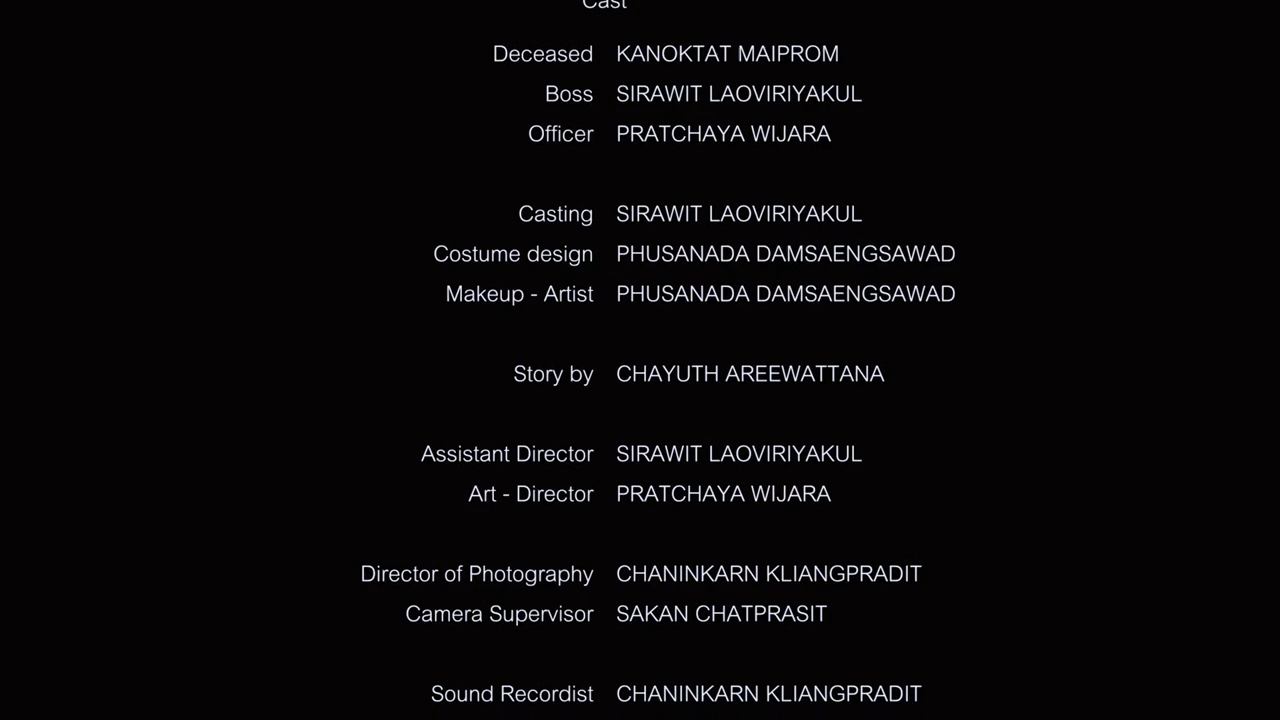 Cast
Deceased KANOKTAT MAIPROM
Boss SIRAWIT LAOVIRIYAKUL
Officer PRATCHAYA WIJARA
Casting SIRAWIT LAOVIRIYAKUL
Costume design PHUSANADA DAMSAENGSAWAD
Makeup - Artist PHUSANADA DAMSAENGSAWAD
Story by CHAYUTH AREEWATTANA
Assistant Director SIRAWIT LAOVIRIYAKUL
Art - Director PRATCHAYA WIJARA
Director of Photography CHANINKARN KLIANGPRADIT
Camera Supervisor SAKAN CHATPRASIT
Sound Recordist CHANINKARN KLIANGPRADIT